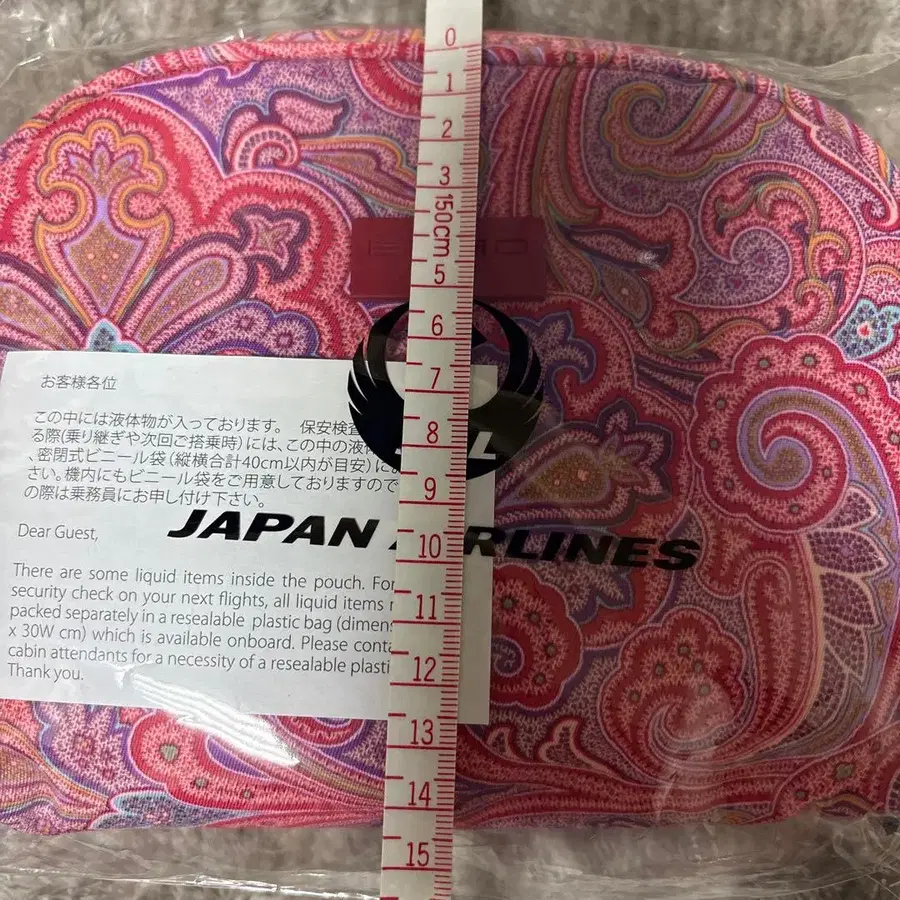 0
1
2
3
150cm
5
6
7
8
9
10
11
12
13
14
15
お客様各位
この中には液体物が入っております。 保安検査
る際(乗り継ぎや次回ご搭乗時)には、この中の液体
、密閉式ビニール袋(縦横合計40cm以内が目安)に
さい。機内にもビニール袋をご用意しておりますので
の際は乗務員にお申し付け下さい。
Dear Guest,
There are some liquid items inside the pouch. For
security check on your next flights, all liquid items
packed separately in a resealable plastic bag (dimens
x 30W cm) which is available onboard. Please conta
cabin attendants for a necessity of a resealable plasti
Thank you.
JAPAN AIRLINES